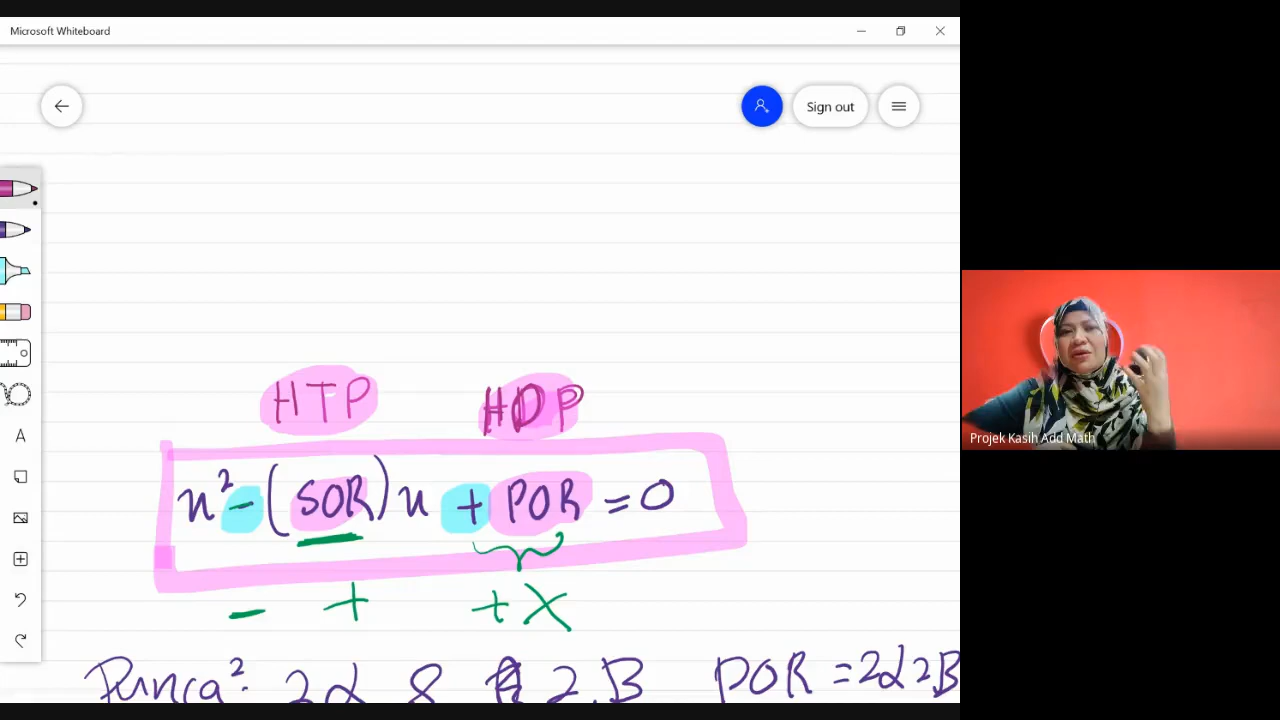 Microsoft Whiteboard
Sign out
A
HTP HDP
x² - (SOR)x + POR = 0
- + + ×
Punca²: 2α & 2β POR = 2α2β
Projek Kasih Add Math